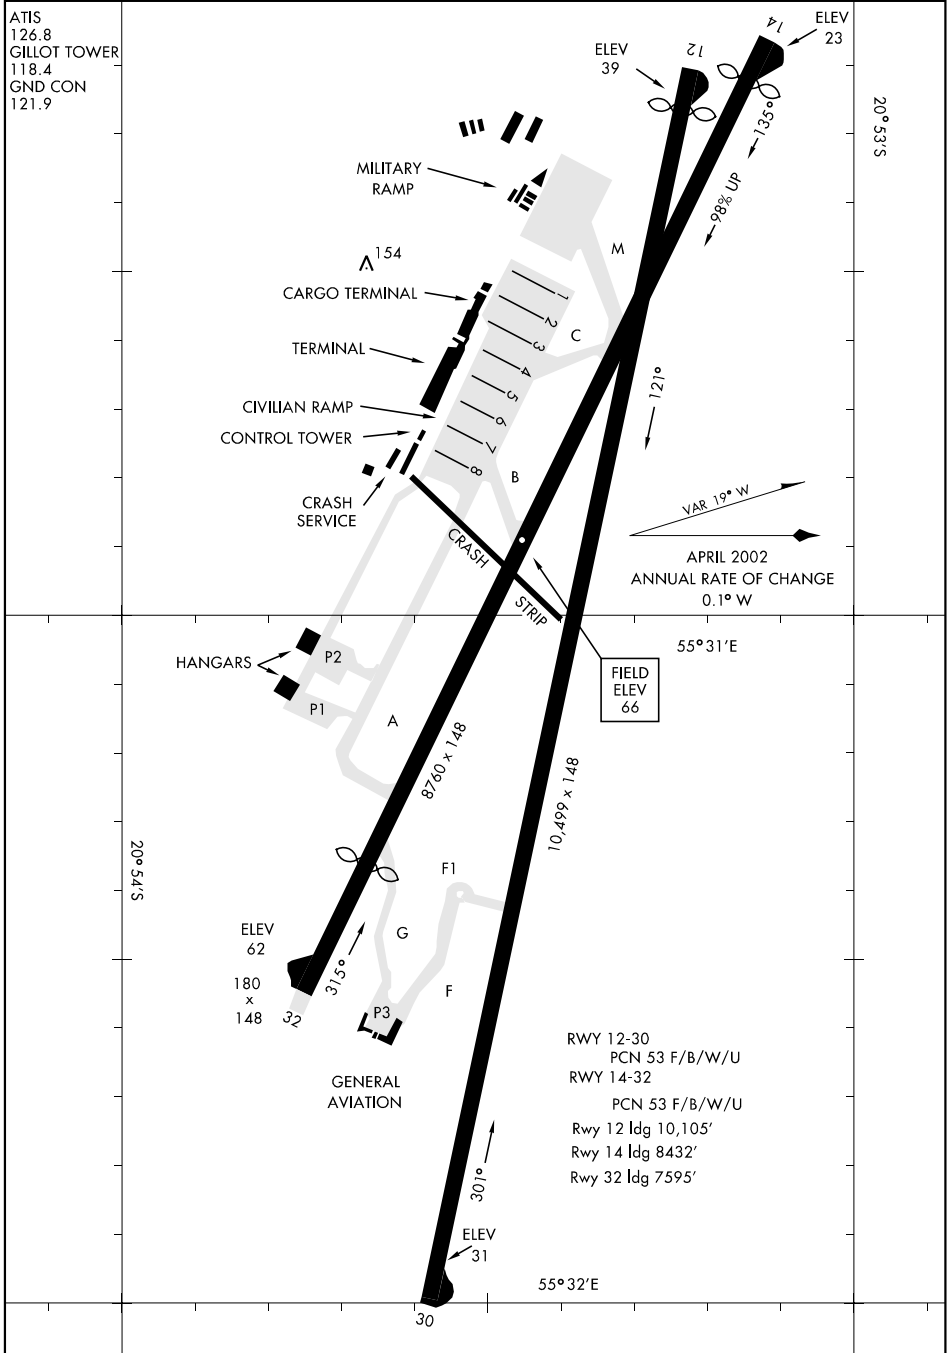 ATIS
126.8
GILLOT TOWER
118.4
GND CON
121.9
ELEV
23
14
12
ELEV
39
20°53'S
135°
98% UP
MILITARY
RAMP
M
154
CARGO TERMINAL
1
2
3
4
5
6
7
8
C
TERMINAL
121°
CIVILIAN RAMP
CONTROL TOWER
B
CRASH
SERVICE
VAR 19° W
CRASH
STRIP
APRIL 2002
ANNUAL RATE OF CHANGE
0.1° W
55°31'E
HANGARS
P2
P1
FIELD
ELEV
66
A
8760 x 148
10,499 x 148
20°54'S
F1
ELEV
62
G
315°
180
x
148
32
F
P3
GENERAL
AVIATION
RWY 12-30
PCN 53 F/B/W/U
RWY 14-32
PCN 53 F/B/W/U
Rwy 12 ldg 10,105'
Rwy 14 ldg 8432'
Rwy 32 ldg 7595'
301°
ELEV
31
55°32'E
30